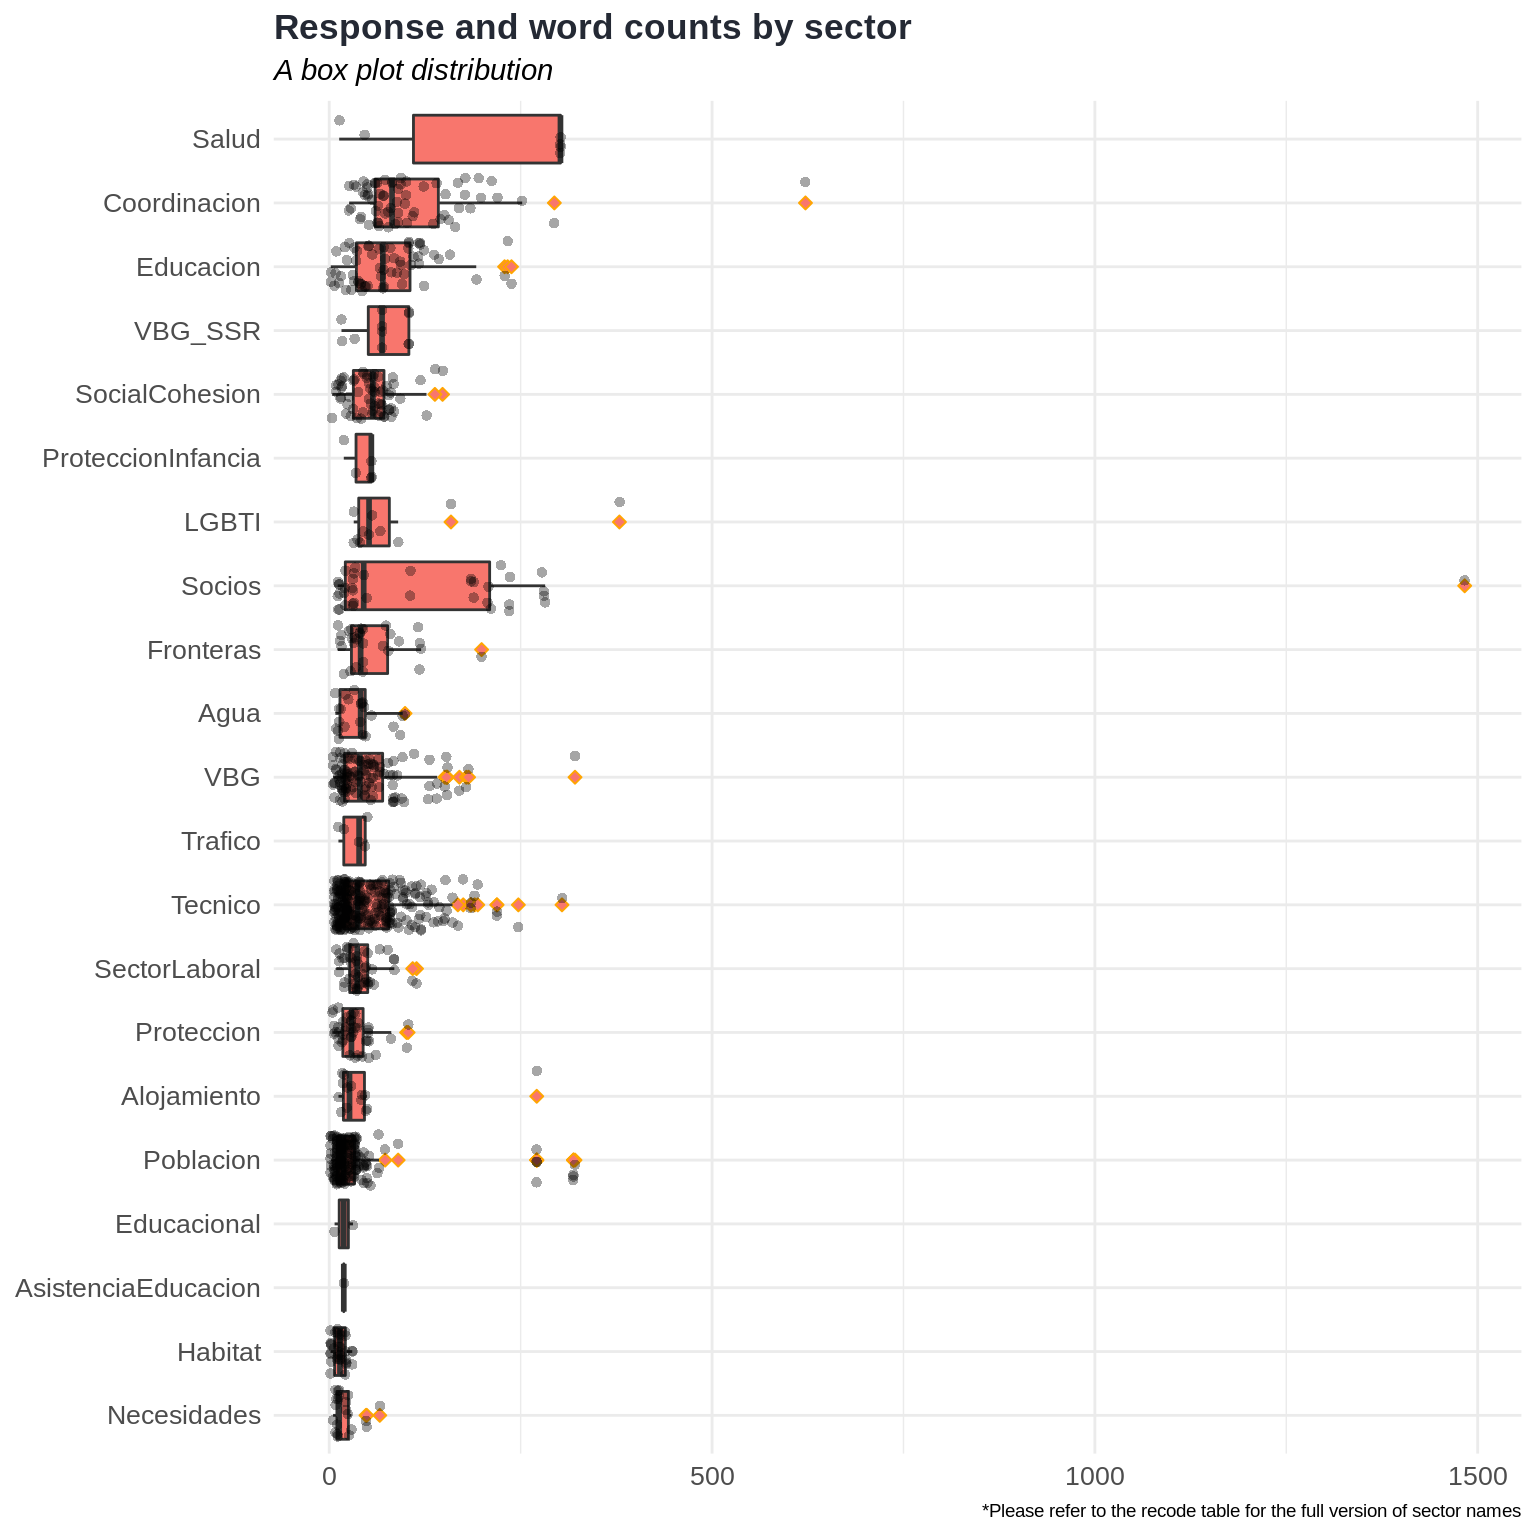 Response and word counts by sector
A box plot distribution
Salud
Coordinacion
Educacion
VBG_SSR
SocialCohesion
ProteccionInfancia
LGBTI
Socios
Fronteras
Agua
VBG
Trafico
Tecnico
SectorLaboral
Proteccion
Alojamiento
Poblacion
Educacional
AsistenciaEducacion
Habitat
Necesidades
0 500 1000 1500
*Please refer to the recode table for the full version of sector names